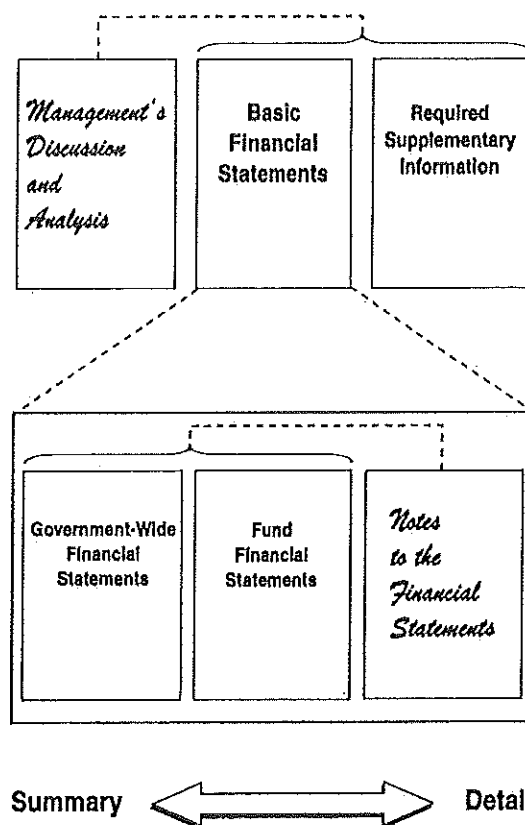 Management's
Discussion
and
Analysis
Basic
Financial
Statements
Required
Supplementary
Information
Government-Wide
Financial
Statements
Fund
Financial
Statements
Notes
to the
Financial
Statements
Summary
Detail